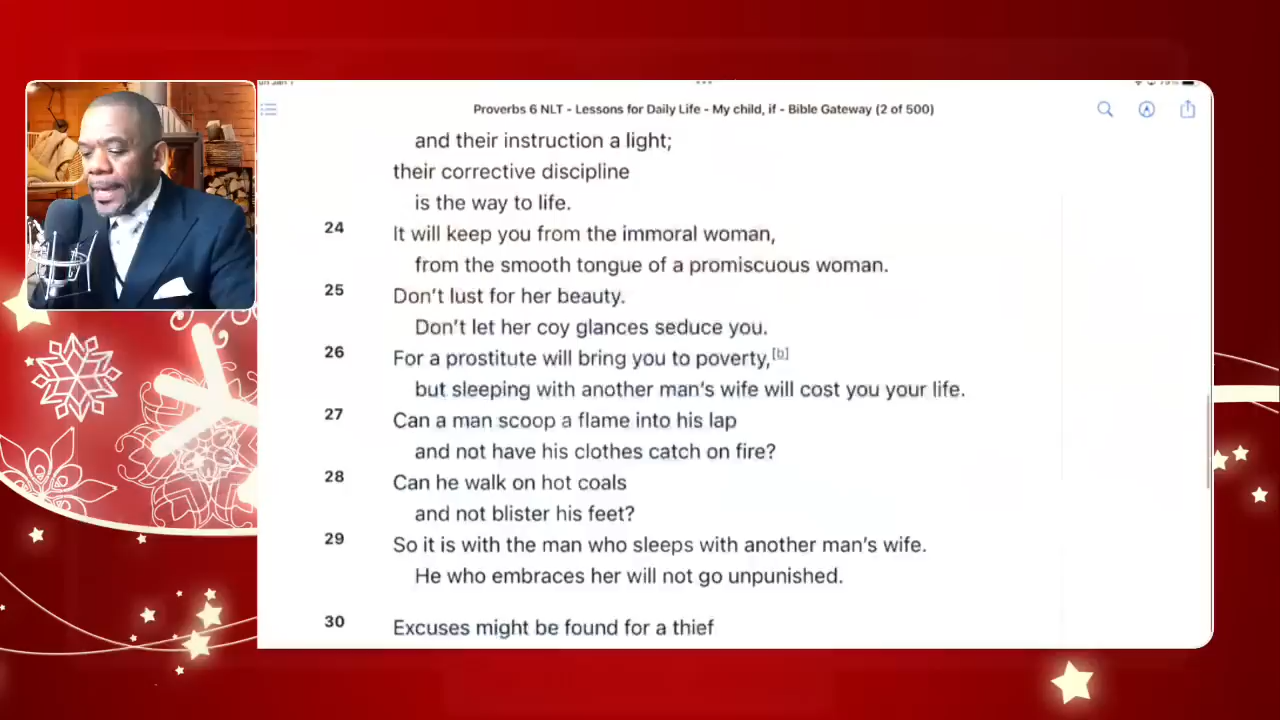 Proverbs 6 NLT - Lessons for Daily Life - My child, if - Bible Gateway (2 of 500)
and their instruction a light;
their corrective discipline
is the way to life.
24 It will keep you from the immoral woman,
from the smooth tongue of a promiscuous woman.
25 Don’t lust for her beauty.
Don’t let her coy glances seduce you.
26 For a prostitute will bring you to poverty,[b]
but sleeping with another man’s wife will cost you your life.
27 Can a man scoop a flame into his lap
and not have his clothes catch on fire?
28 Can he walk on hot coals
and not blister his feet?
29 So it is with the man who sleeps with another man’s wife.
He who embraces her will not go unpunished.
30 Excuses might be found for a thief